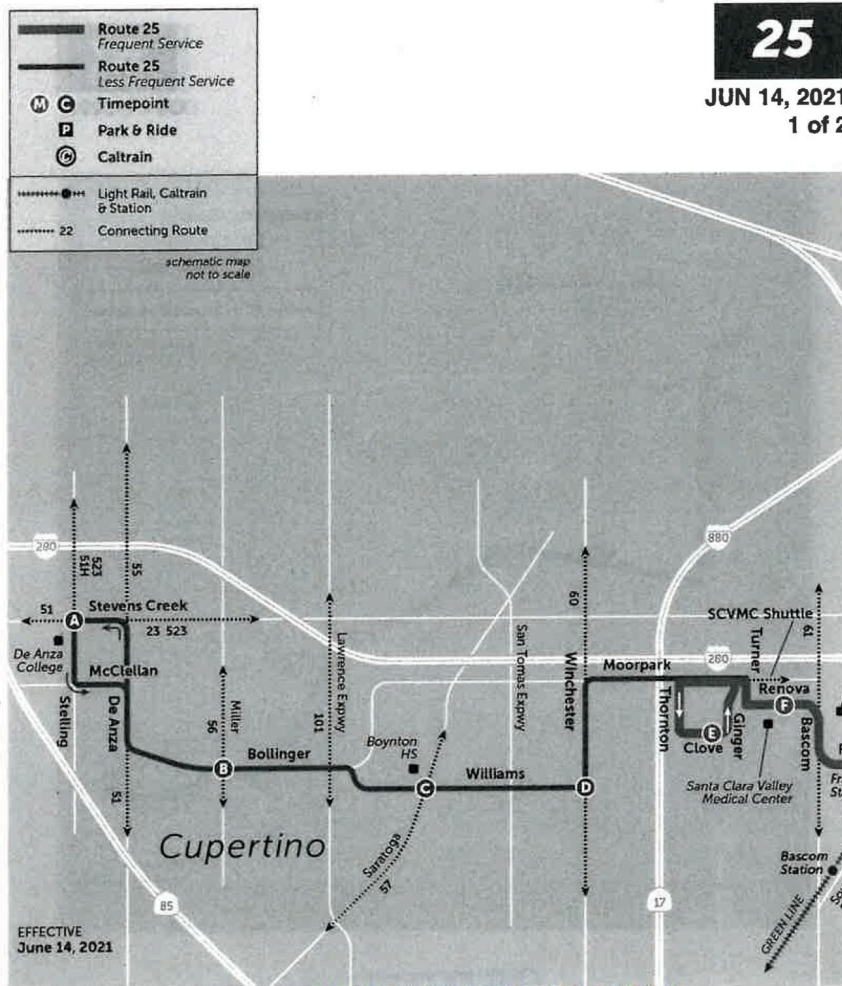 Route 25
Frequent Service
Route 25
Less Frequent Service
M C Timepoint
P Park & Ride
C Caltrain
Light Rail, Caltrain
& Station
22 Connecting Route
schematic map
not to scale
25
JUN 14, 2021
1 of 2
280
523
51H
55
51
A
Stevens Creek
23 523
De Anza
College
McClellan
Stelling
De Anza
51
Miller
56
B
Bollinger
Lawrence Expwy
101
Boynton
HS
C
Williams
Saratoga
57
San Tomas Expwy
60
Winchester
D
880
SCVMC Shuttle
280
Moorpark
Turner
61
Renova
F
Thornton
Ginger
Clove
E
Bascom
Santa Clara Valley
Medical Center
Bascom
Station
GREEN LINE
17
85
Cupertino
EFFECTIVE
June 14, 2021